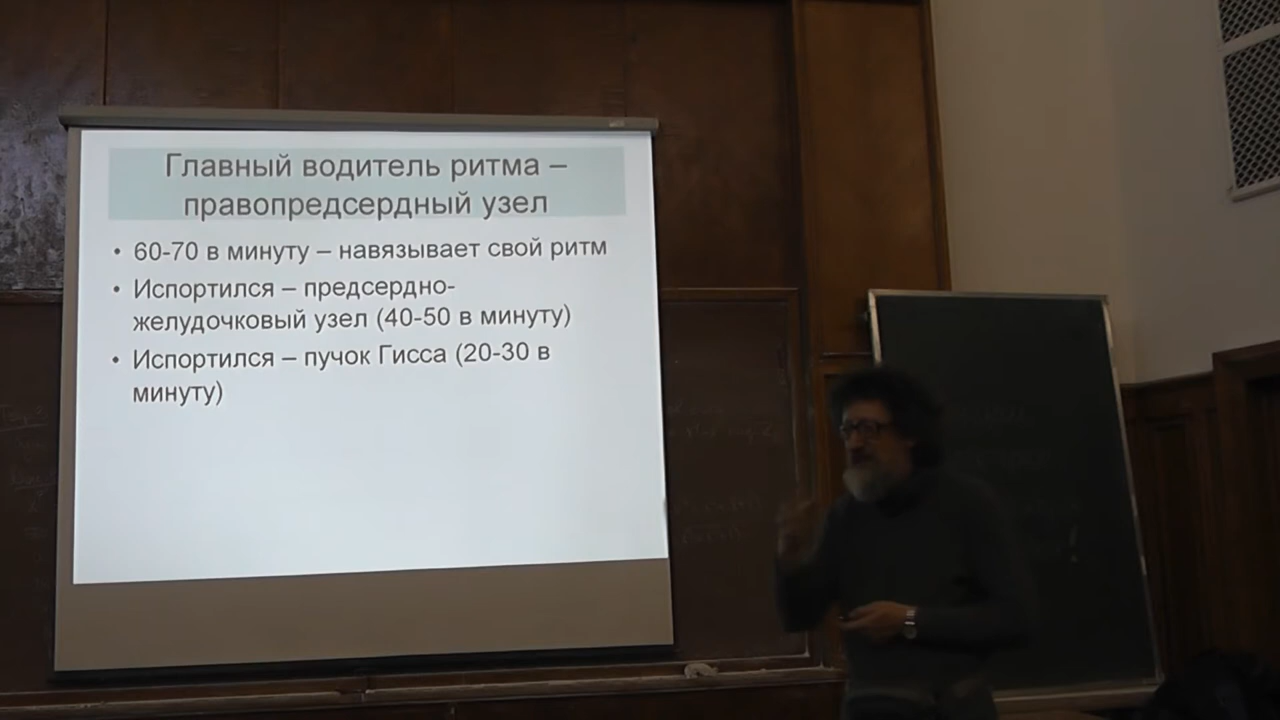 Главный водитель ритма –
правопредсердный узел
• 60-70 в минуту – навязывает свой ритм
• Испортился – предсердно-
желудочковый узел (40-50 в минуту)
• Испортился – пучок Гисса (20-30 в
минуту)